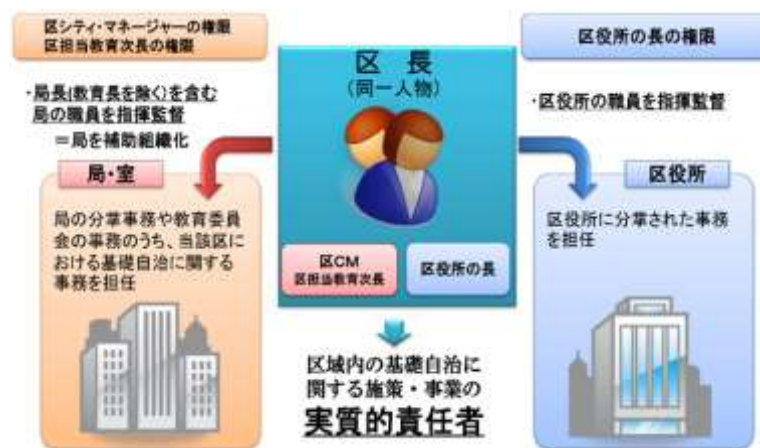 区シティ・マネージャーの権限
区担当教育次長の権限
・局長(教育長を除く)を含む
局の職員を指揮監督
＝局を補助組織化
局・室
局の分掌事務や教育委員
会の事務のうち、当該区に
おける基礎自治に関する
事務を担任
区 長
(同一人物)
区CM
区担当教育次長
区役所の長
区域内の基礎自治に
関する施策・事業の
実質的責任者
区役所の長の権限
・区役所の職員を指揮監督
区役所
区役所に分掌された事務
を担任